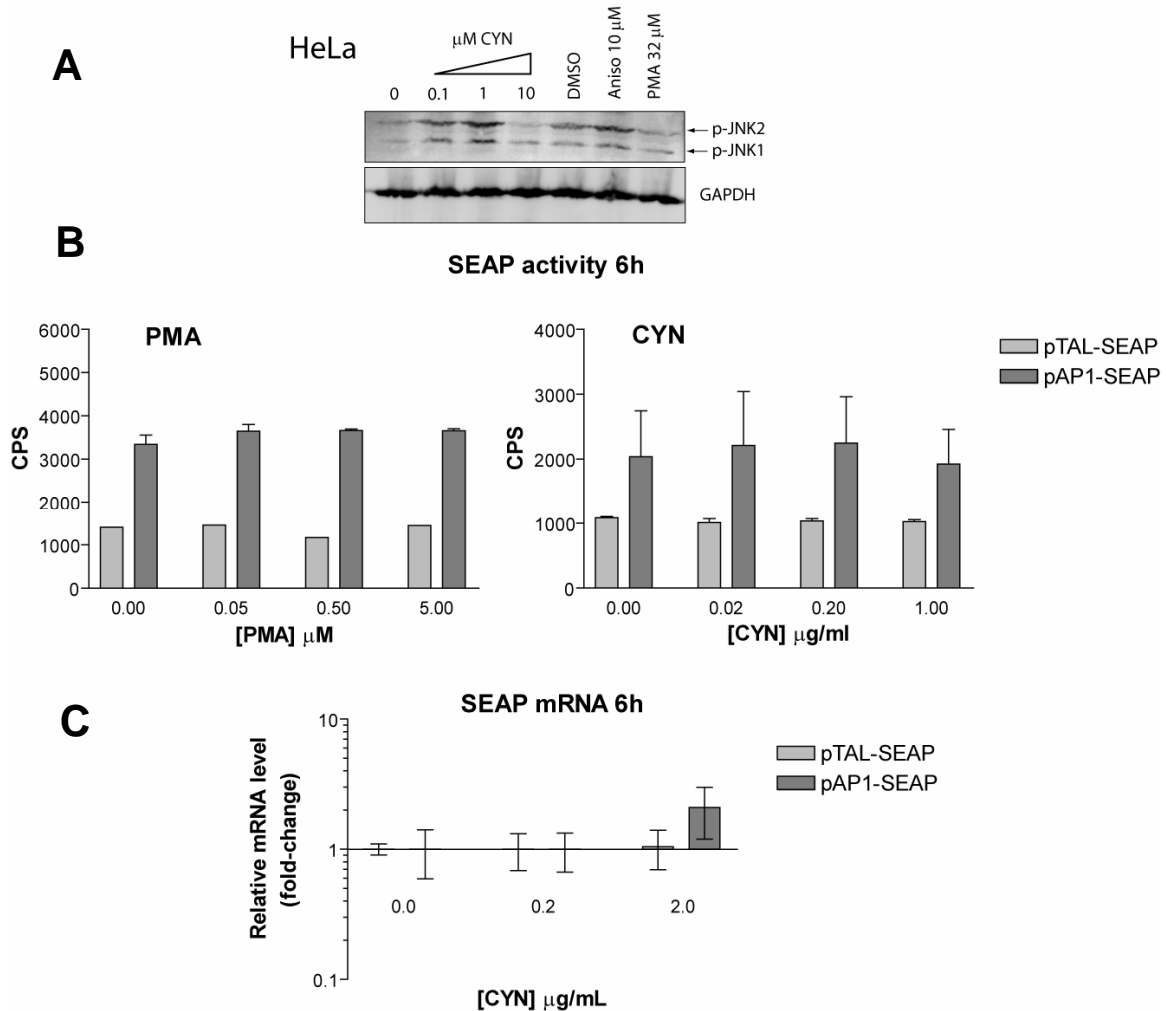 A
HeLa
μM CYN
0 0.1 1 10 DMSO Aniso 10 μM PMA 32 μM
p-JNK2
p-JNK1
GAPDH
B
SEAP activity 6h
PMA
CPS
6000
5000
4000
3000
2000
1000
0
0.00 0.05 0.50 5.00
[PMA] μM
CYN
CPS
4000
3000
2000
1000
0
0.00 0.02 0.20 1.00
[CYN] μg/ml
pTAL-SEAP
pAP1-SEAP
C
SEAP mRNA 6h
Relative mRNA level
(fold-change)
10
1
0.1
0.0 0.2 2.0
[CYN] μg/mL
pTAL-SEAP
pAP1-SEAP